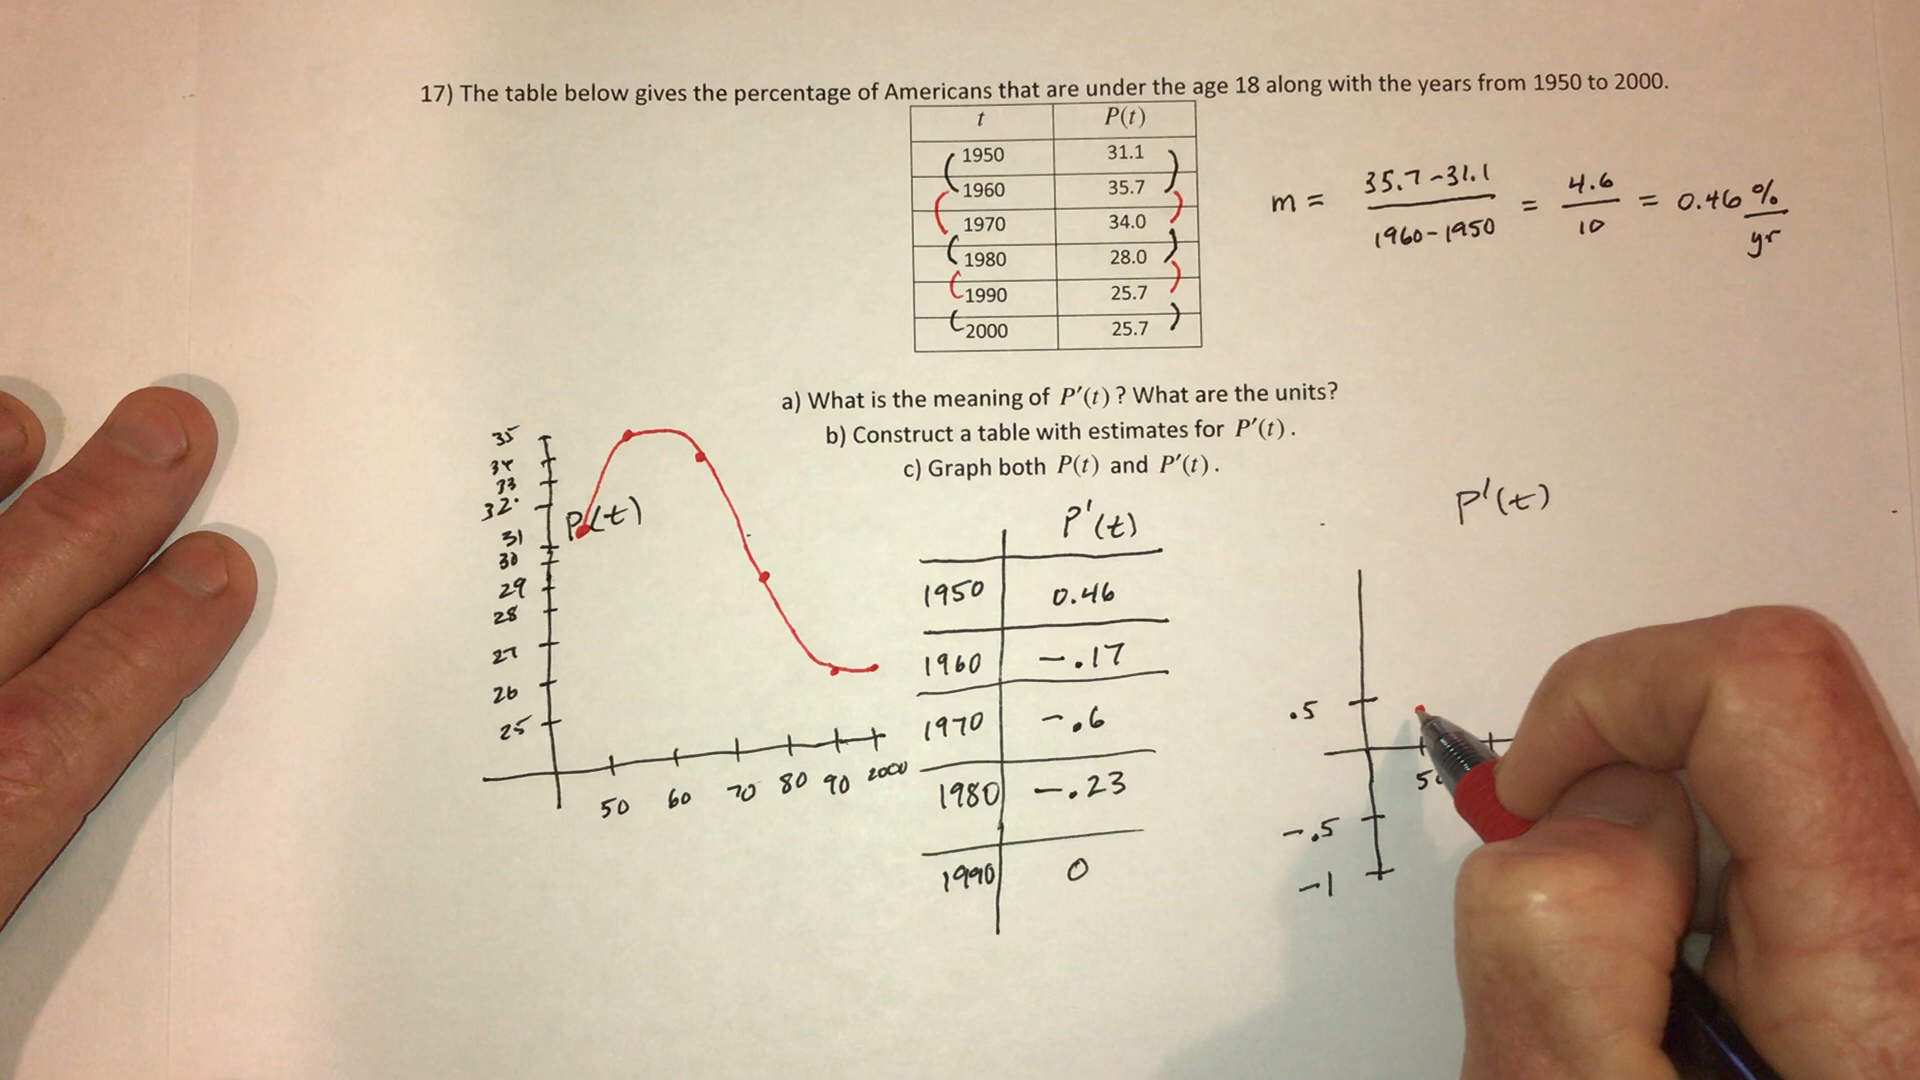 17) The table below gives the percentage of Americans that are under the age 18 along with the years from 1950 to 2000.
t P(t)
1950 31.1
1960 35.7
1970 34.0
1980 28.0
1990 25.7
2000 25.7
m = 35.7-31.1 / 1960-1950 = 4.6 / 10 = 0.46 % / yr
a) What is the meaning of P′(t) ? What are the units?
b) Construct a table with estimates for P′(t) .
c) Graph both P(t) and P′(t) .
35
34
33
32
31
30
29
28
27
26
25
P(t)
50 60 70 80 90 2000
P'(t)
1950 0.46
1960 -.17
1970 -.6
1980 -.23
1990 0
P'(t)
.5
-.5
-1